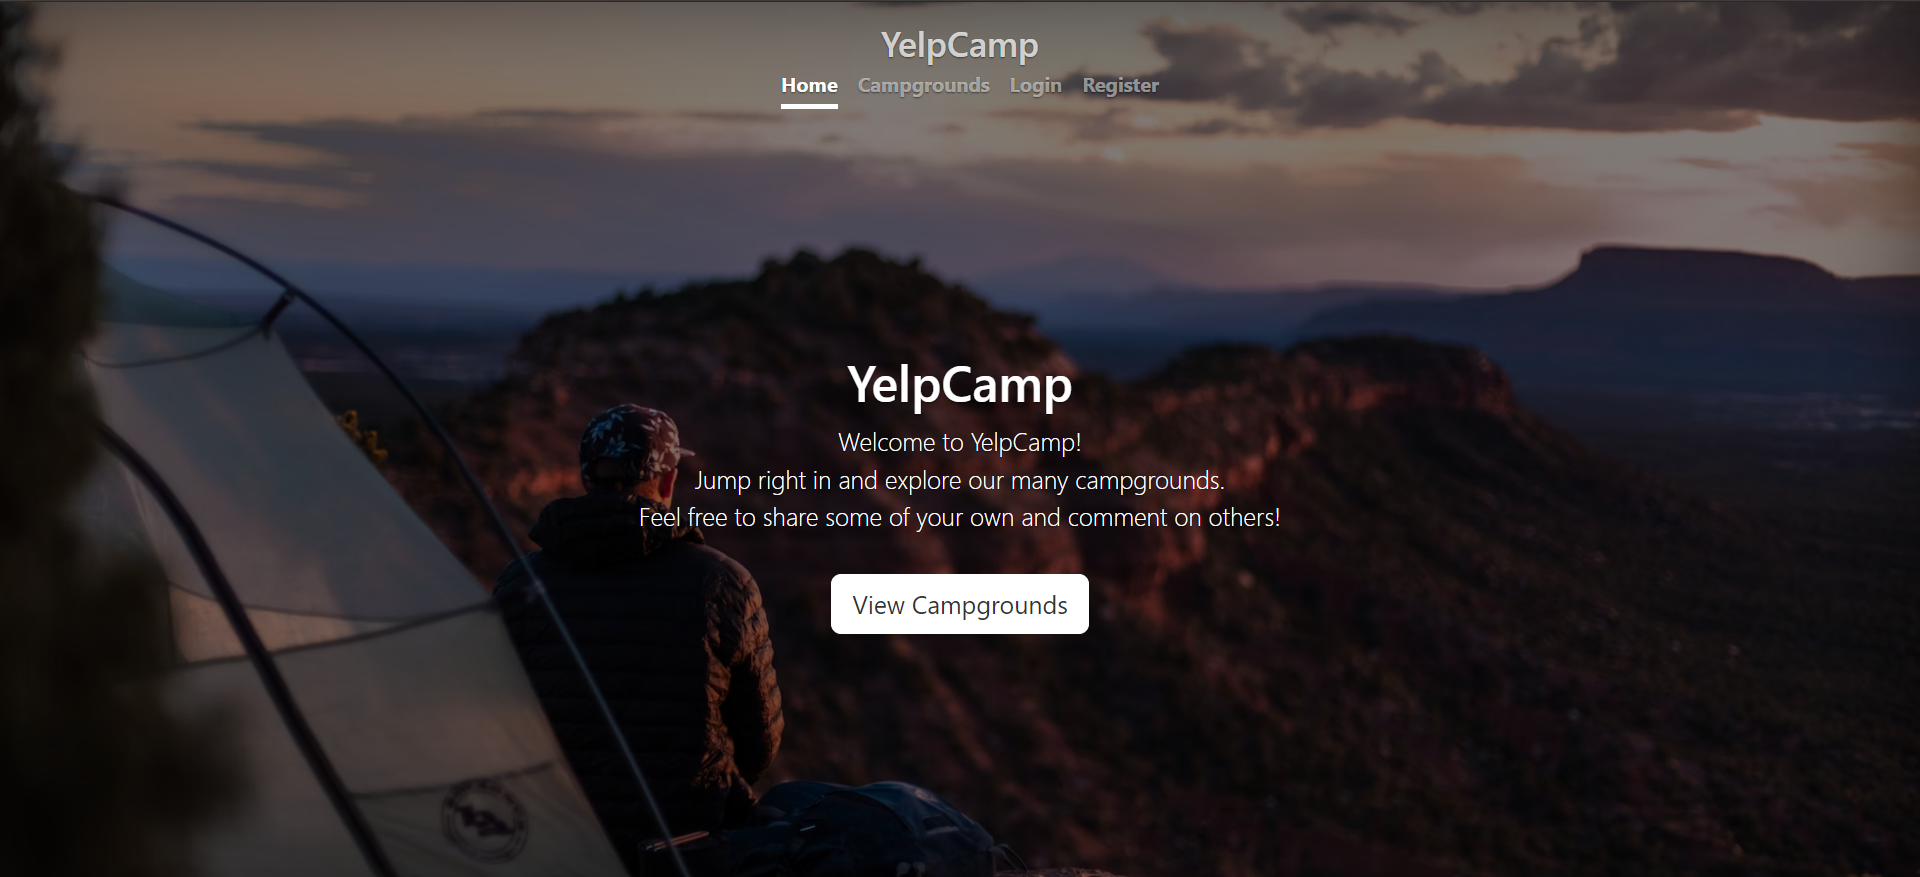 YelpCamp
Home Campgrounds Login Register
YelpCamp
Welcome to YelpCamp!
Jump right in and explore our many campgrounds.
Feel free to share some of your own and comment on others!
View Campgrounds